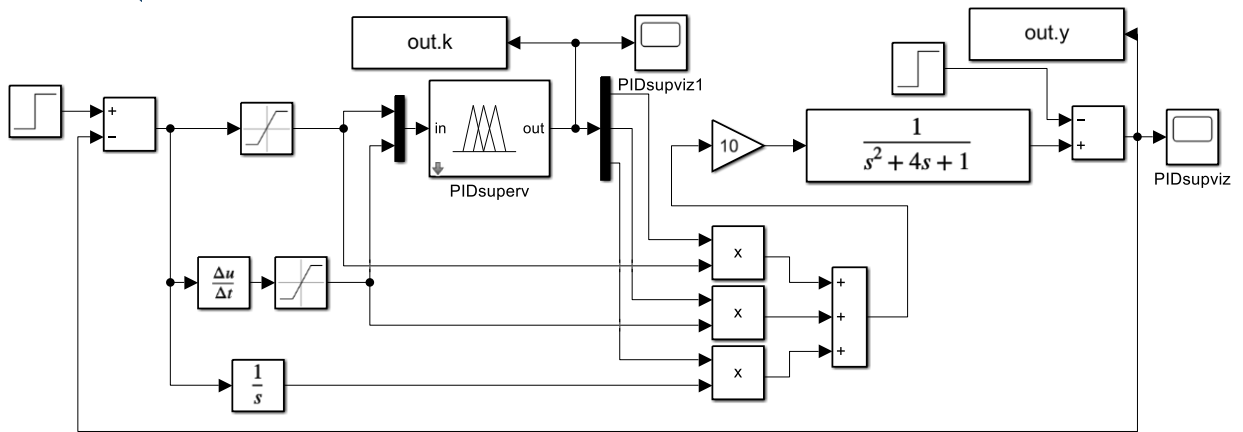 out.k
PIDsupviz1
out.y
+
−
in
out
PIDsuperv
10
1
s² + 4s + 1
−
+
PIDsupviz
Δu
Δt
x
x
x
+
+
+
1
s